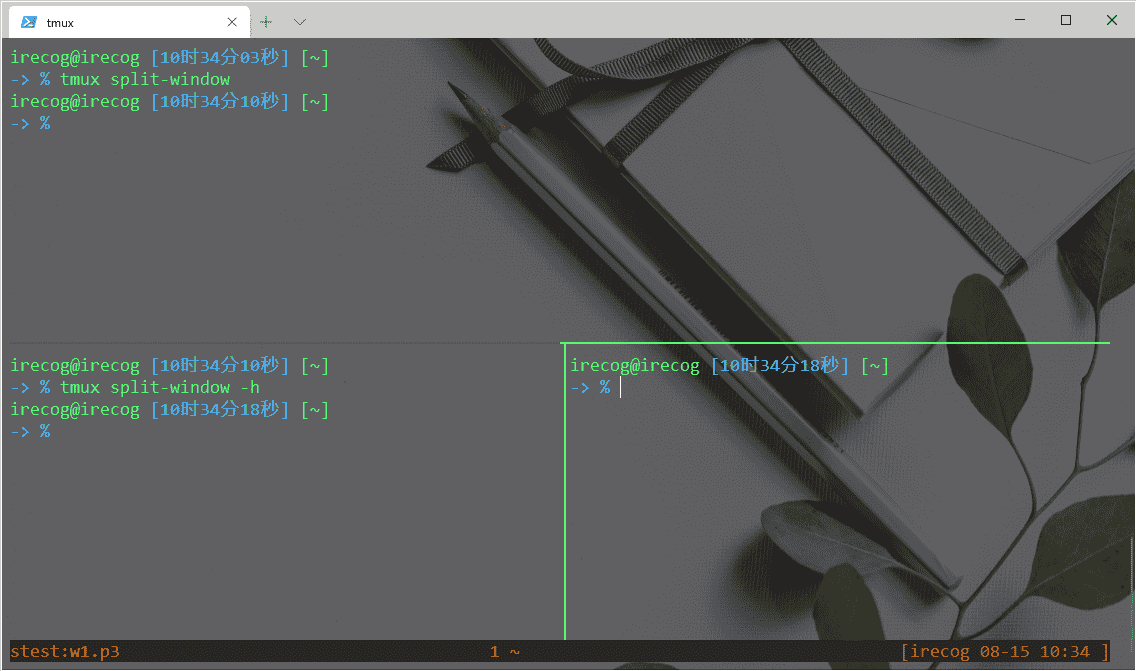 tmux
irecog@irecog [10时34分03秒] [~]
-> % tmux split-window
irecog@irecog [10时34分10秒] [~]
-> %
irecog@irecog [10时34分10秒] [~]
-> % tmux split-window -h
irecog@irecog [10时34分18秒] [~]
-> %
irecog@irecog [10时34分18秒] [~]
-> %
stest:w1.p3 1 ~ [irecog 08-15 10:34 ]